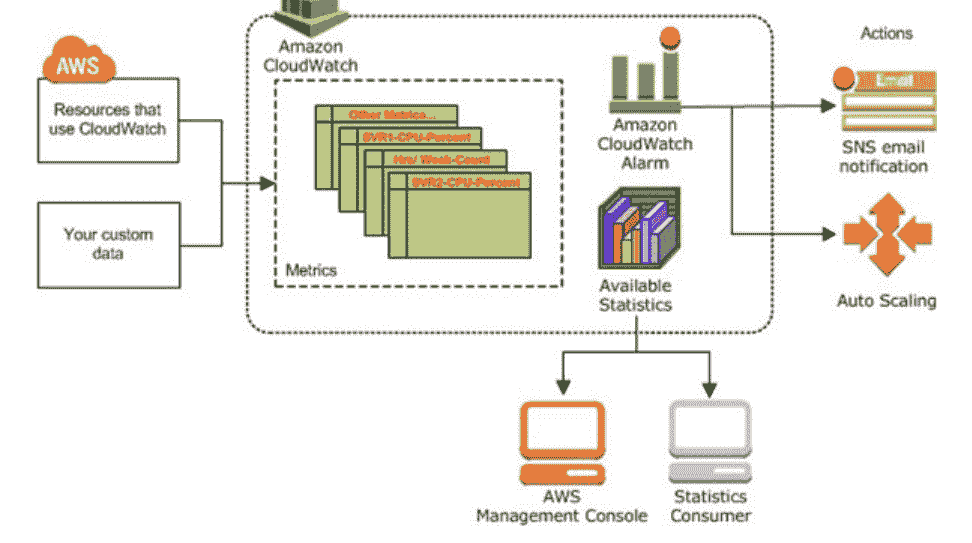 Amazon
CloudWatch
AWS
Resources that
use CloudWatch
Your custom
data
Other Metrics...
SVR1-CPU-Percent
Hrs/ Week-Count
SVR2-CPU-Percent
Metrics
Amazon
CloudWatch
Alarm
Available
Statistics
Actions
Email
SNS email
notification
Auto Scaling
AWS
Management Console
Statistics
Consumer